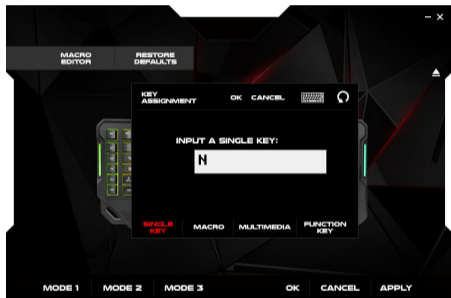 MACRO EDITOR
RESTORE DEFAULTS
KEY ASSIGNMENT
OK CANCEL
INPUT A SINGLE KEY:
N
SINGLE KEY
MACRO
MULTIMEDIA
FUNCTION KEY
MODE 1 MODE 2 MODE 3 OK CANCEL APPLY